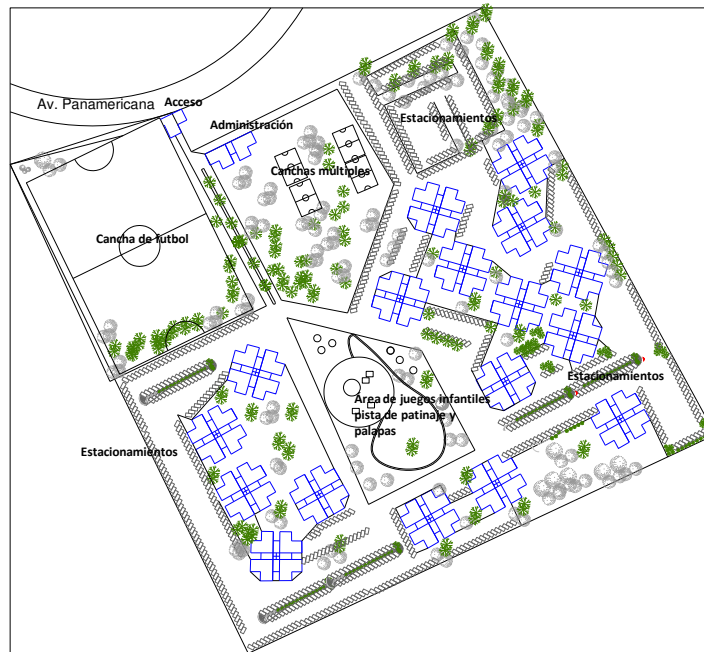 Av. Panamericana
Acceso
Administración
Estacionamientos
Canchas múltiples
Cancha de futbol
Estacionamientos
Área de juegos infantiles
pista de patinaje y
palapas
Estacionamientos